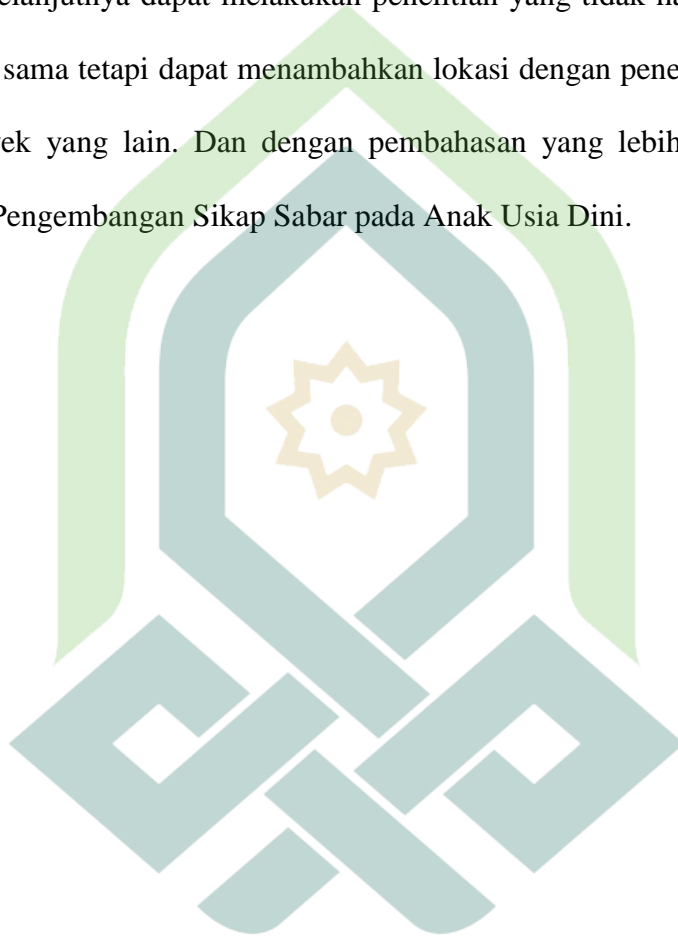 selanjutnya dapat melakukan penelitian yang tidak
sama tetapi dapat menambahkan lokasi dengan
yang lain. Dan dengan pembahasan yang lebih
Pengembangan Sikap Sabar pada Anak Usia Dini.